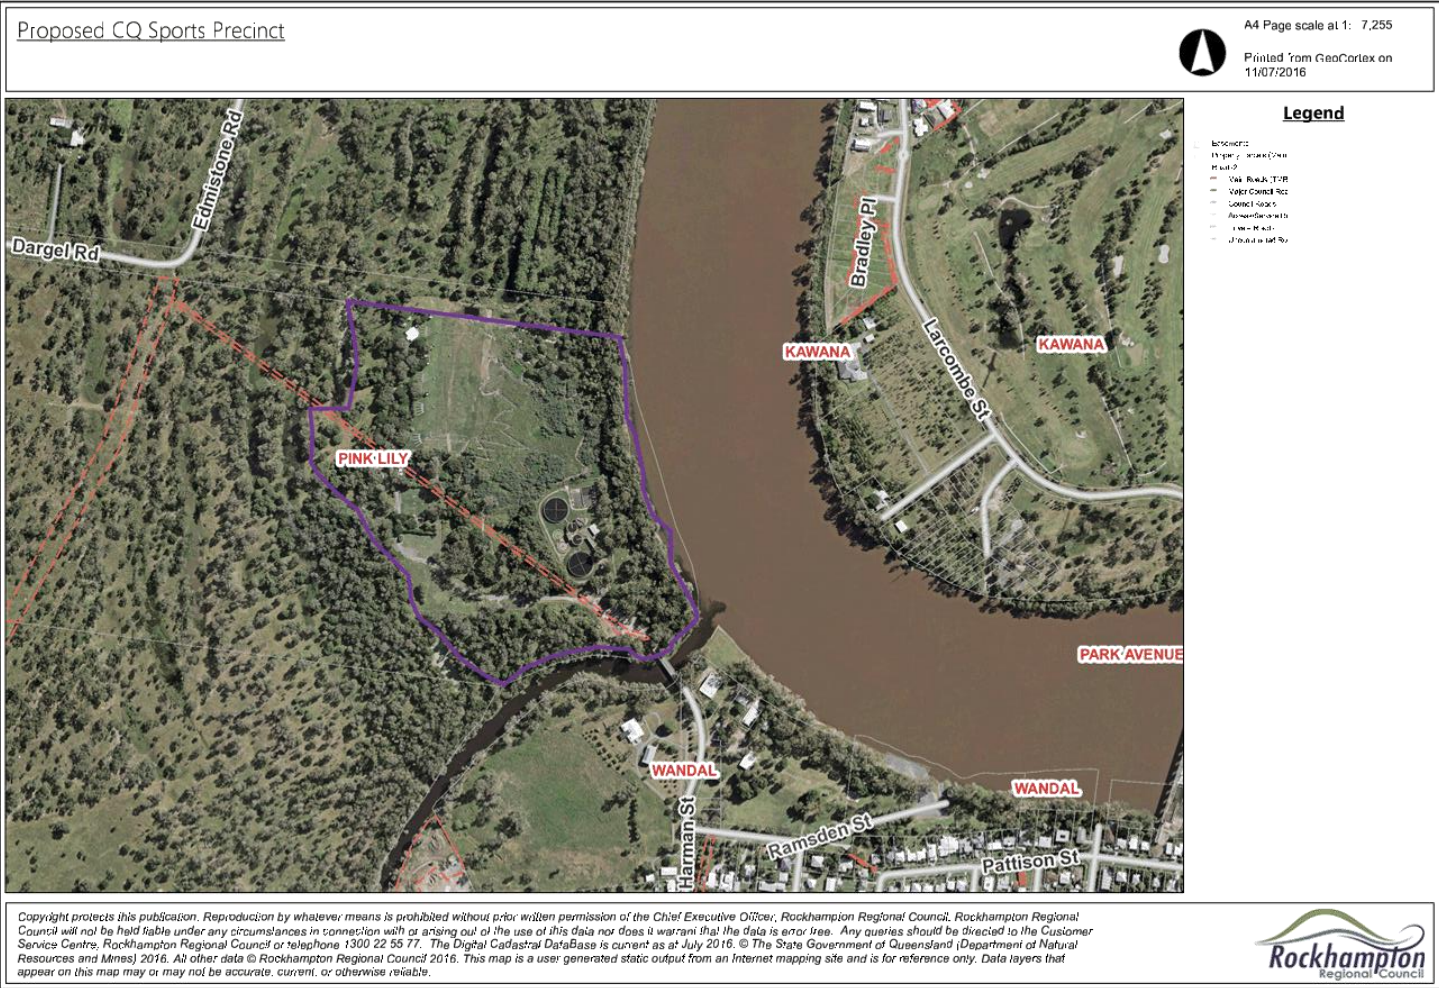 Proposed CQ Sports Precinct
A4 Page scale at 1: 7,255
Printed from GeoCortex on
11/07/2016
Legend
Easements
Main Roads (TMR
Major Council Roa
Council Roads
Edmistone Rd
Dargel Rd
Bradley Pl
Larcombe St
KAWANA
KAWANA
PINK LILY
PARK AVENUE
WANDAL
WANDAL
Harman St
Ramsden St
Pattison St
Copyright protects this publication. Reproduction by whatever means is prohibited without prior written permission of the Chief Executive Officer, Rockhampton Regional Council. Rockhampton Regional
Council will not be held liable under any circumstances in connection with or arising out of the use of this data nor does it warrant that the data is error free. Any queries should be directed to the Customer
Service Centre, Rockhampton Regional Council or telephone 1300 22 55 77. The Digital Cadastral DataBase is current as at July 2016. © The State Government of Queensland (Department of Natural
Resources and Mines) 2016. All other data © Rockhampton Regional Council 2016. This map is a user generated static output from an Internet mapping site and is for reference only. Data layers that
appear on this map may or may not be accurate, current, or otherwise reliable.
Rockhampton
Regional Council